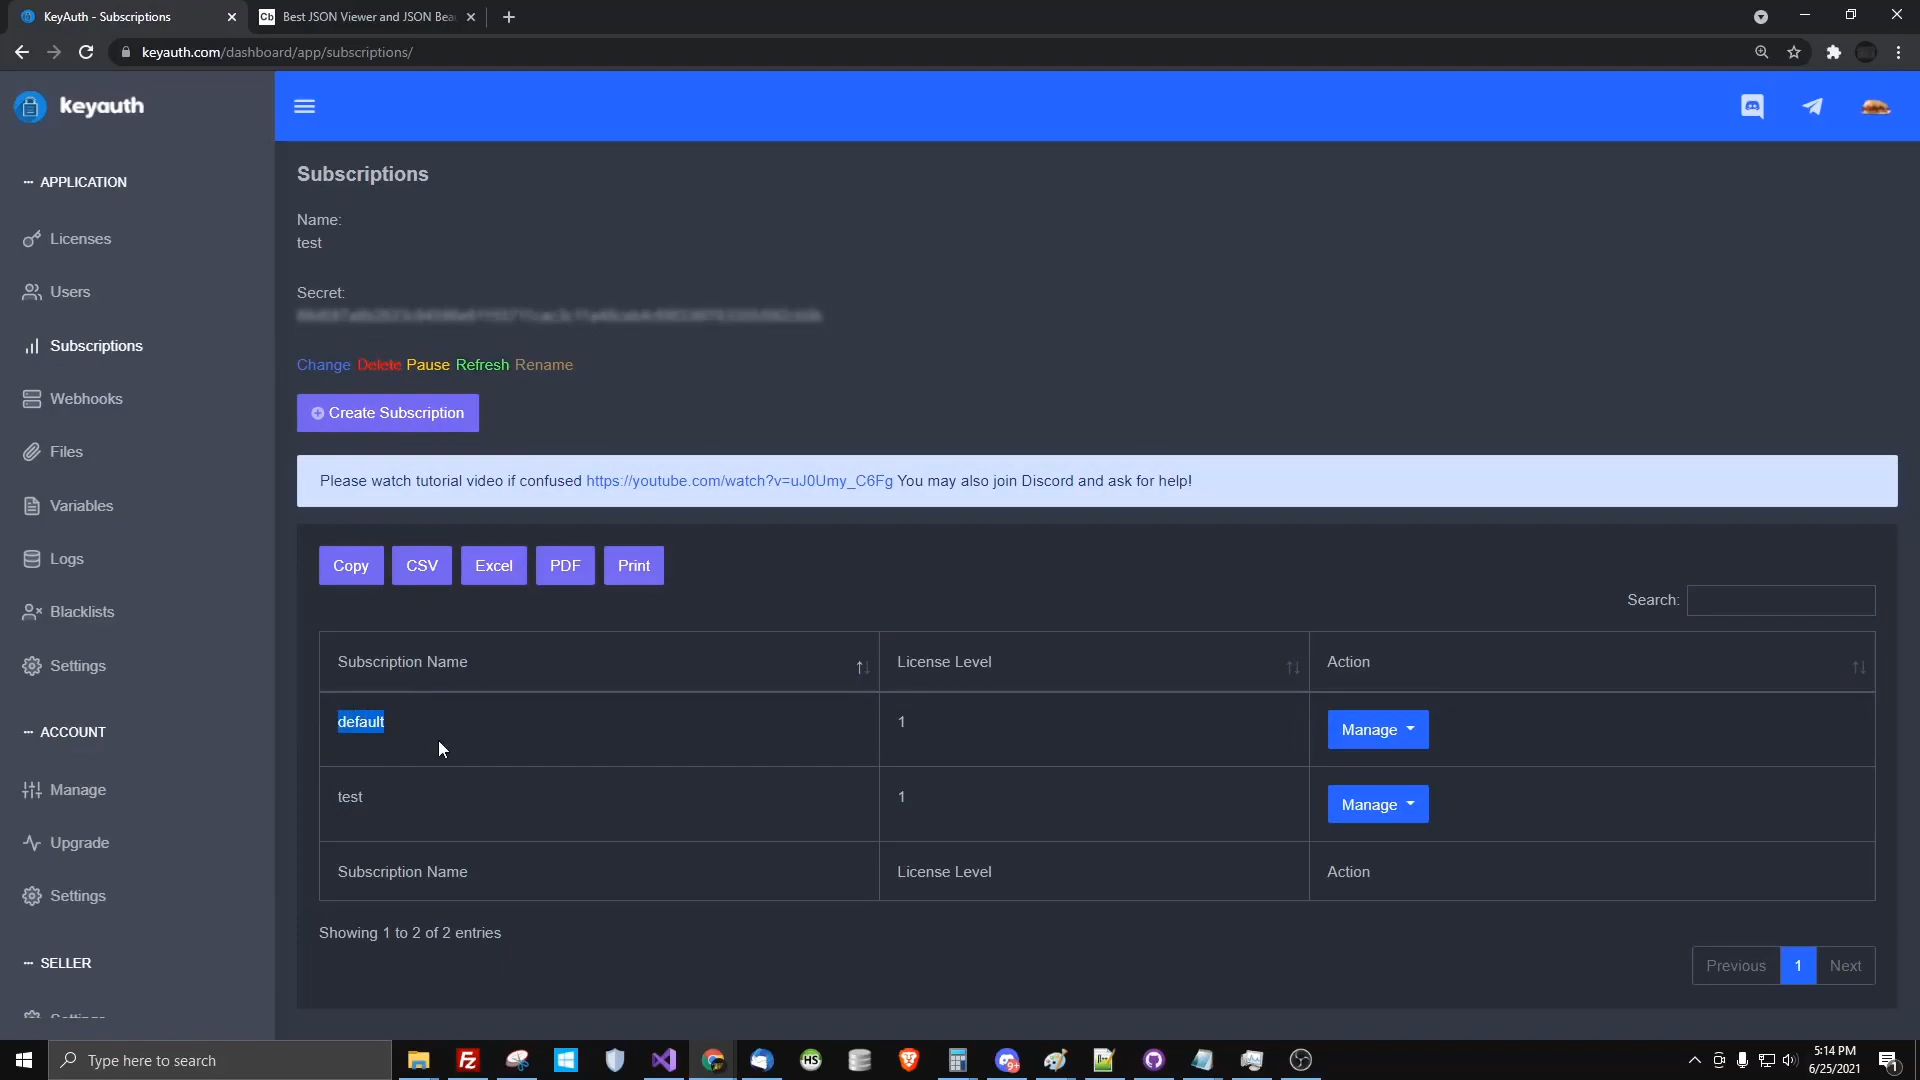 KeyAuth - Subscriptions
Cb Best JSON Viewer and JSON Bea
keyauth.com/dashboard/app/subscriptions/
keyauth
APPLICATION
Licenses
Users
Subscriptions
Webhooks
Files
Variables
Logs
Blacklists
Settings
ACCOUNT
Manage
Upgrade
Settings
SELLER
Settings
Subscriptions
Name:
test
Secret:
Change Delete Pause Refresh Rename
Create Subscription
Please watch tutorial video if confused https://youtube.com/watch?v=uJ0Umy_C6Fg You may also join Discord and ask for help!
Copy CSV Excel PDF Print
Search:
Subscription Name License Level Action
default 1 Manage
test 1 Manage
Subscription Name License Level Action
Showing 1 to 2 of 2 entries
Previous 1 Next
Type here to search
HS
9+
5:14 PM
6/25/2021
1